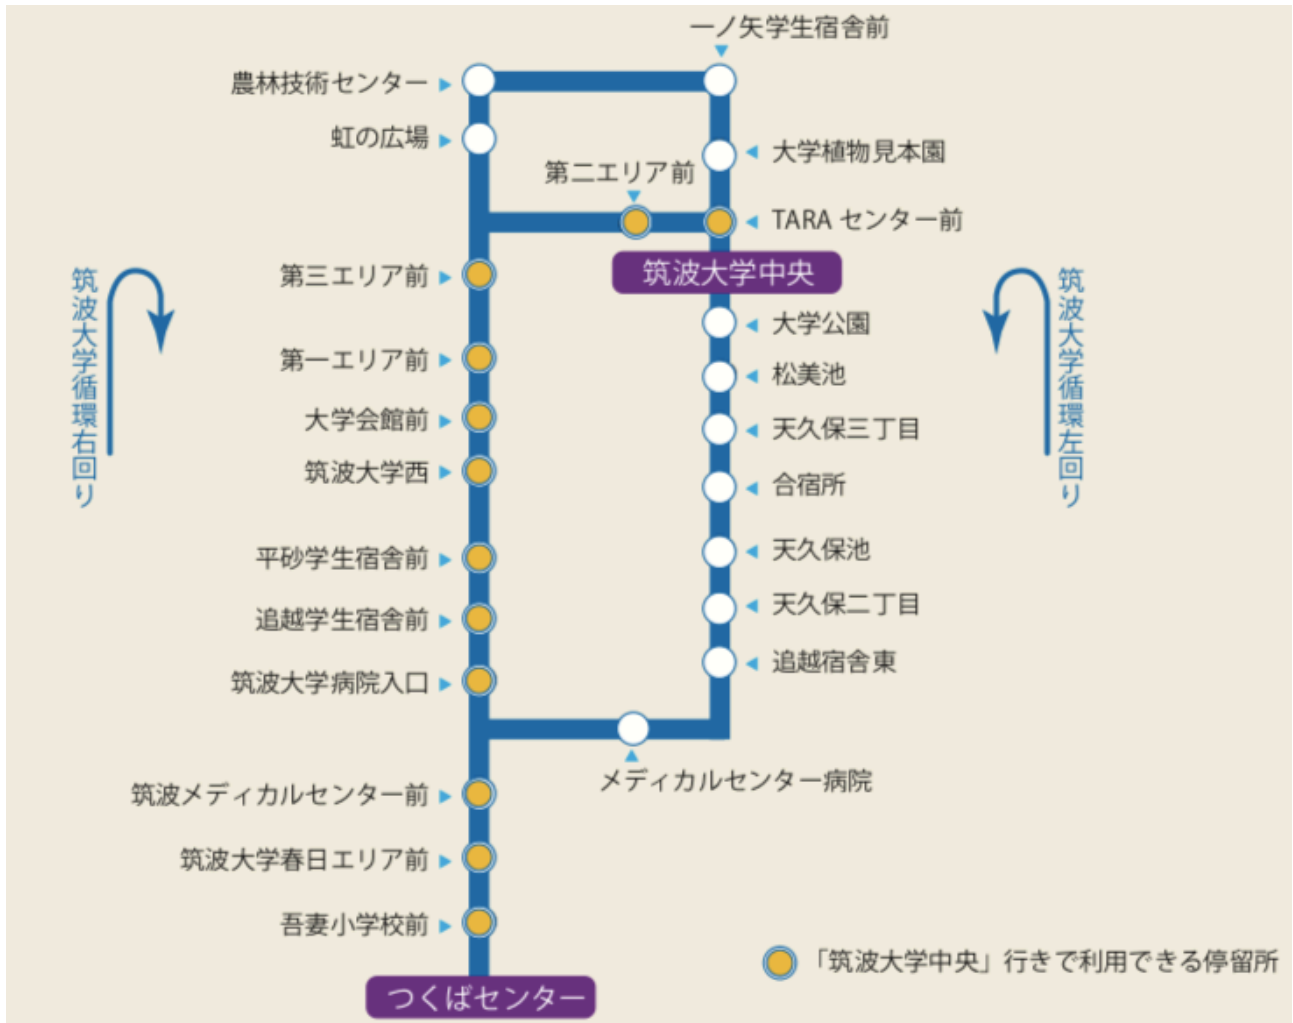 一ノ矢学生宿舎前
農林技術センター
虹の広場
大学植物見本園
第二エリア前
TARA センター前
筑波大学中央
第三エリア前
大学公園
第一エリア前
松美池
大学会館前
天久保三丁目
筑波大学西
合宿所
平砂学生宿舎前
天久保池
追越学生宿舎前
天久保二丁目
筑波大学病院入口
追越宿舎東
メディカルセンター病院
筑波メディカルセンター前
筑波大学春日エリア前
吾妻小学校前
つくばセンター
筑波大学循環右回り
筑波大学循環左回り
「筑波大学中央」行きで利用できる停留所